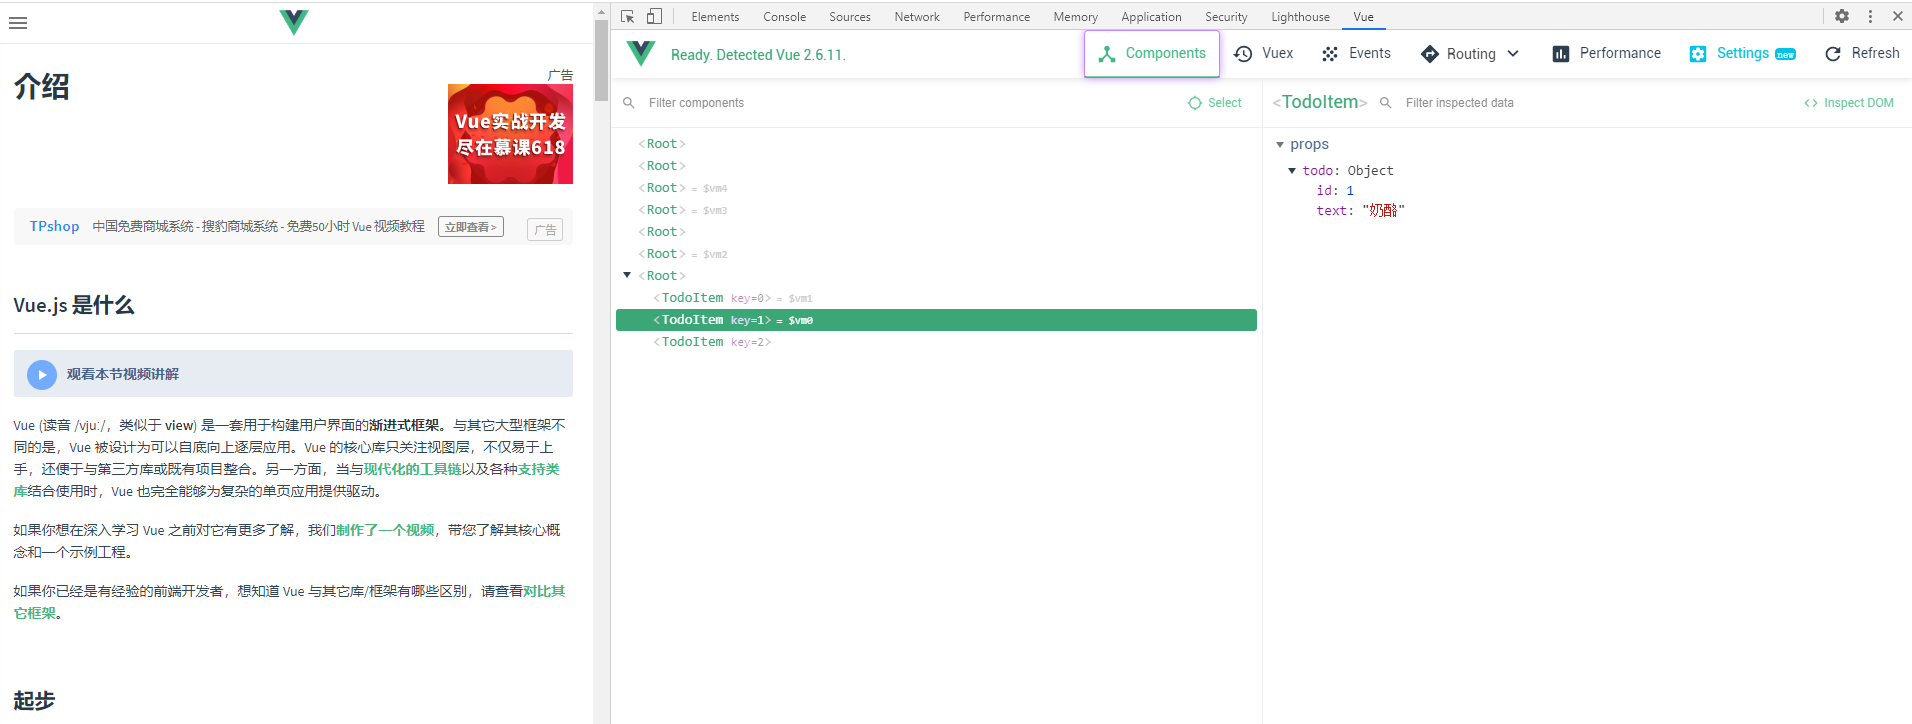 介绍
广告
Vue实战开发
尽在慕课618
TPshop 中国免费商城系统 - 搜豹商城系统 - 免费50小时 Vue 视频教程 立即查看 > 广告
Vue.js 是什么
观看本节视频讲解
Vue (读音 /vjuː/，类似于 view) 是一套用于构建用户界面的渐进式框架。与其它大型框架不
同的是，Vue 被设计为可以自底向上逐层应用。Vue 的核心库只关注视图层，不仅易于上
手，还便于与第三方库或既有项目整合。另一方面，当与现代化的工具链以及各种支持类
库结合使用时，Vue 也完全能够为复杂的单页应用提供驱动。
如果你想在深入学习 Vue 之前对它有更多了解，我们制作了一个视频，带您了解其核心概
念和一个示例工程。
如果你已经是有经验的前端开发者，想知道 Vue 与其它库/框架有哪些区别，请查看对比其
它框架。
起步
Elements Console Sources Network Performance Memory Application Security Lighthouse Vue
Ready. Detected Vue 2.6.11.
Components Vuex Events Routing Performance Settings new Refresh
Filter components Select
<Root>
<Root>
<Root> = $vm4
<Root> = $vm3
<Root>
<Root> = $vm2
<Root>
<TodoItem key=0> = $vm1
<TodoItem key=1> = $vm0
<TodoItem key=2>
<TodoItem> Filter inspected data Inspect DOM
props
todo: Object
id: 1
text: "奶酪"